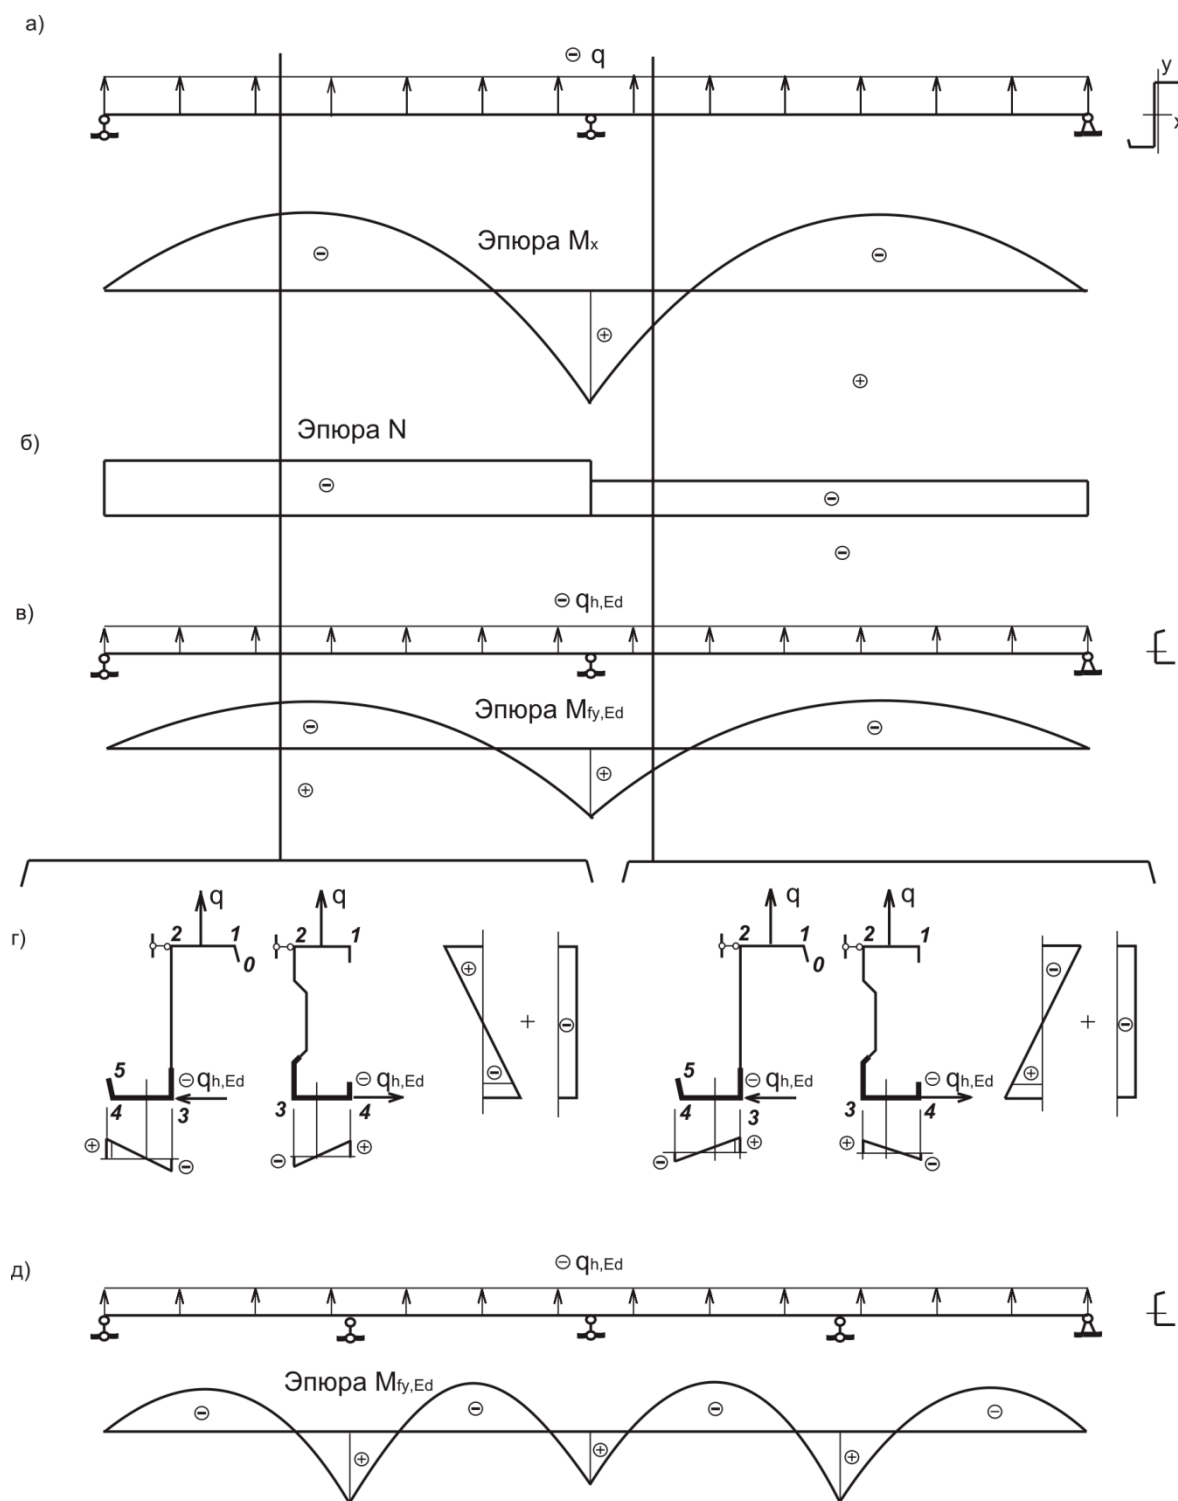 а)
⊖ q
y
x
Эпюра Mx
⊖
⊖
⊕
⊕
б)
Эпюра N
⊖
⊖
⊖
в)
⊖ qh,Ed
Эпюра Mfy,Ed
⊖
⊖
⊕
⊕
г)
q
q
q
q
2 1
2 1
2 1
2 1
0
0
⊕
⊖
+
⊖
⊖
⊕
+
⊖
5
⊖ qh,Ed
⊖ qh,Ed
5
⊖ qh,Ed
⊖ qh,Ed
4 3
3 4
4 3
3 4
⊕ ⊖
⊖ ⊕
⊖ ⊕
⊕ ⊖
д)
⊖ qh,Ed
Эпюра Mfy,Ed
⊖
⊖
⊖
⊖
⊕
⊕
⊕